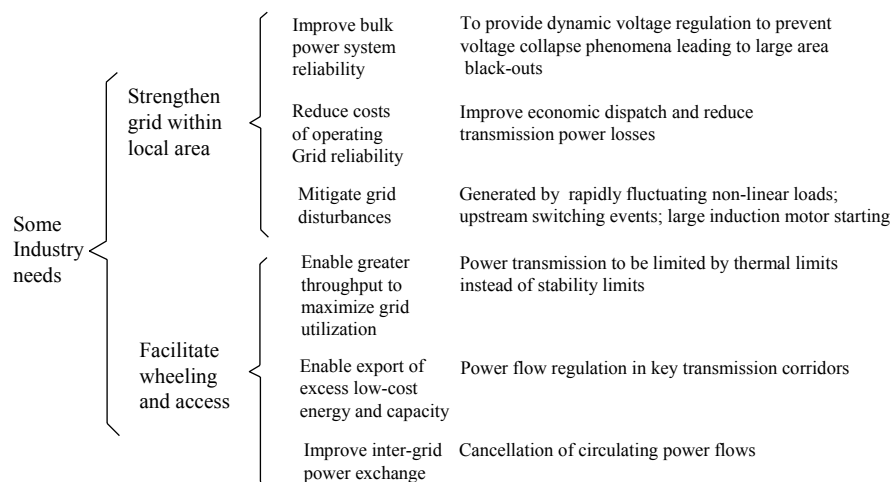 Some
Industry
needs
Strengthen
grid within
local area
Improve bulk
power system
reliability
To provide dynamic voltage regulation to prevent
voltage collapse phenomena leading to large area
black-outs
Reduce costs
of operating
Grid reliability
Improve economic dispatch and reduce
transmission power losses
Mitigate grid
disturbances
Generated by rapidly fluctuating non-linear loads;
upstream switching events; large induction motor starting
Facilitate
wheeling
and access
Enable greater
throughput to
maximize grid
utilization
Power transmission to be limited by thermal limits
instead of stability limits
Enable export of
excess low-cost
energy and capacity
Power flow regulation in key transmission corridors
Improve inter-grid
power exchange
Cancellation of circulating power flows